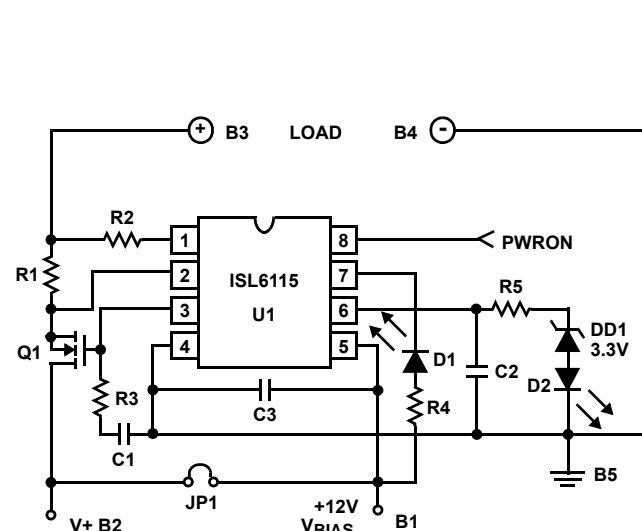 + B3 LOAD B4 -
R2
1 8 PWRON
R1 2 ISL6115 7
R5
3 U1 6
DD1
3.3V
Q1 4 5
D1 C2 D2
R3 C3 R4
C1
B5
JP1
+12V
V+ B2 VBIAS B1